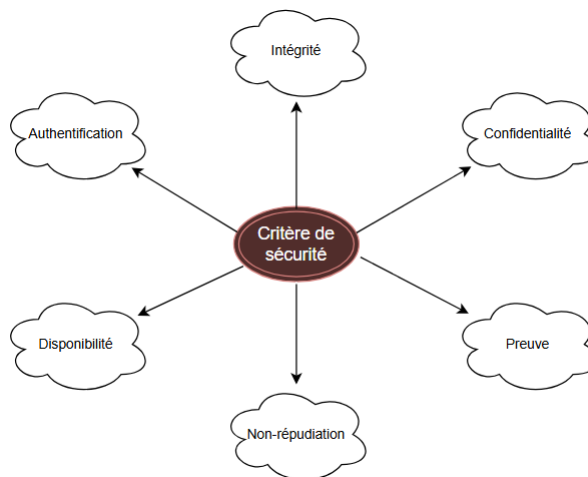 Intégrité
Authentification
Confidentialité
Critère de
sécurité
Disponibilité
Preuve
Non-répudiation